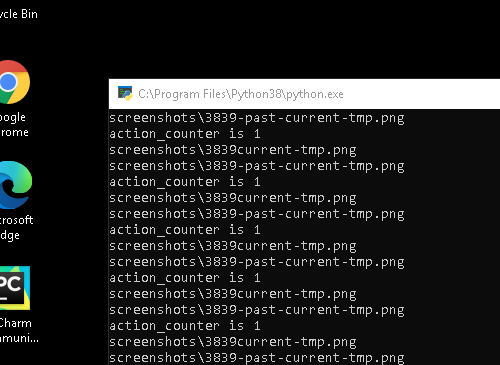 ycle Bin
C:\Program Files\Python38\python.exe
screenshots\3839-past-current-tmp.png
action_counter is 1
screenshots\3839current-tmp.png
screenshots\3839-past-current-tmp.png
action_counter is 1
screenshots\3839current-tmp.png
screenshots\3839-past-current-tmp.png
action_counter is 1
screenshots\3839current-tmp.png
screenshots\3839-past-current-tmp.png
action_counter is 1
screenshots\3839current-tmp.png
screenshots\3839-past-current-tmp.png
action_counter is 1
screenshots\3839current-tmp.png
screenshots\3839-past-current-tmp.png
oogle
rome
crosoft
dge
PC
Charm
mmuni...